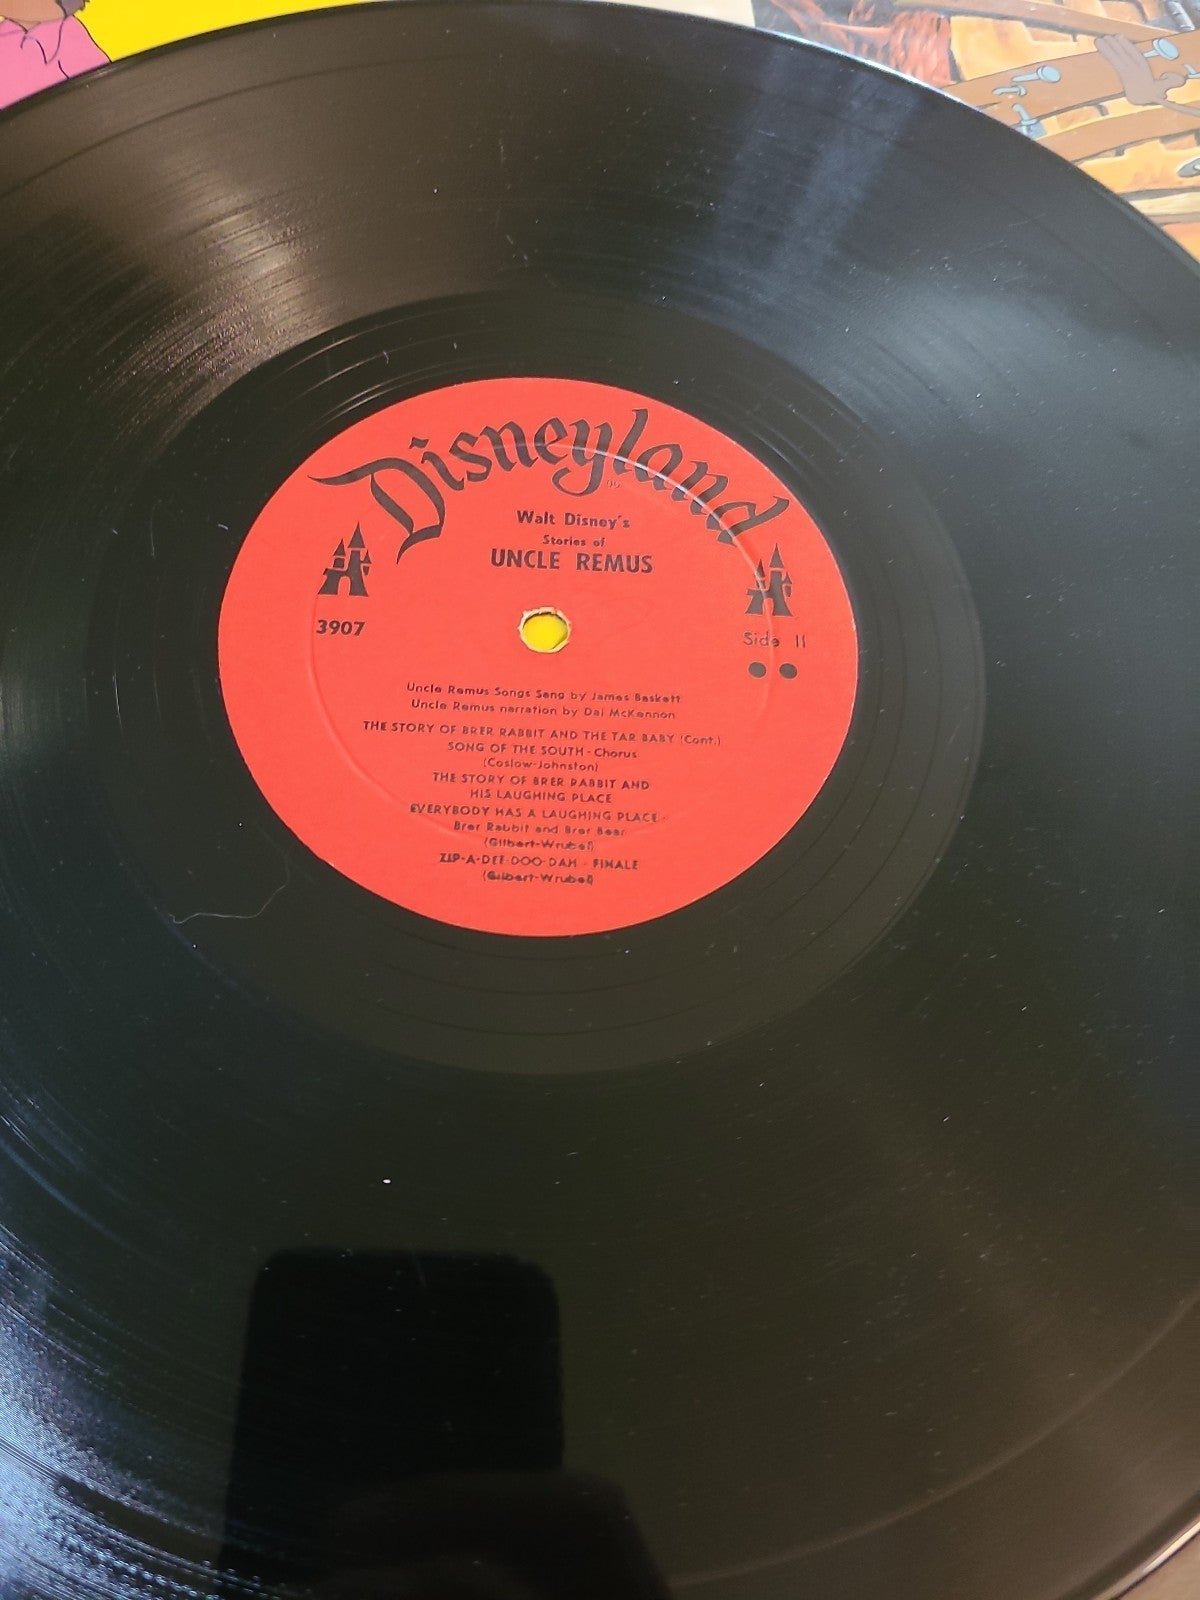 Disneyland
Walt Disney's
Stories of
UNCLE REMUS
3907
Side II
Uncle Remus Songs Sung by James Baskett
Uncle Remus narration by Dal McKennon
THE STORY OF BRER RABBIT AND THE TAR BABY (Cont.)
SONG OF THE SOUTH - Chorus
(Coslow-Johnston)
THE STORY OF BRER RABBIT AND
HIS LAUGHING PLACE
EVERYBODY HAS A LAUGHING PLACE -
Brer Rabbit and Brer Bear
(Gilbert-Wrubel)
ZIP-A-DEE-DOO-DAH - FINALE
(Gilbert-Wrubel)